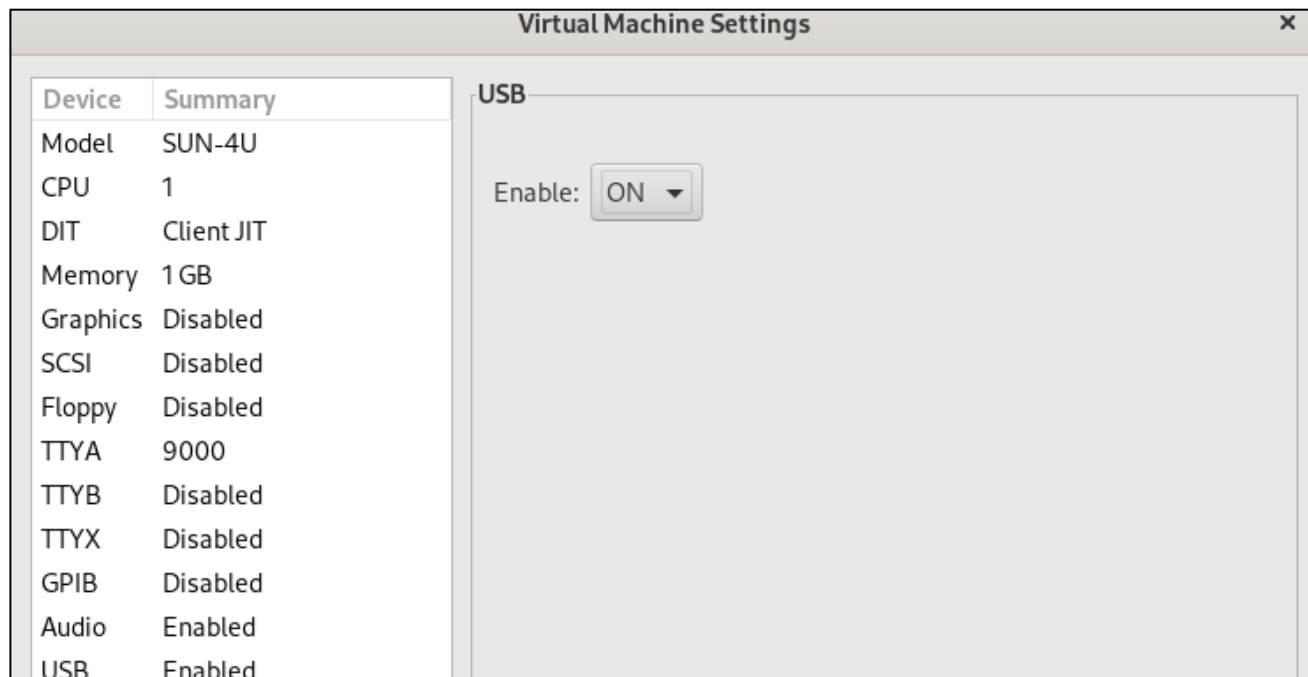 Virtual Machine Settings ×
Device Summary
Model SUN-4U
CPU 1
DIT Client JIT
Memory 1 GB
Graphics Disabled
SCSI Disabled
Floppy Disabled
TTYA 9000
TTYB Disabled
TTYX Disabled
GPIB Disabled
Audio Enabled
USB Enabled
USB
Enable: ON